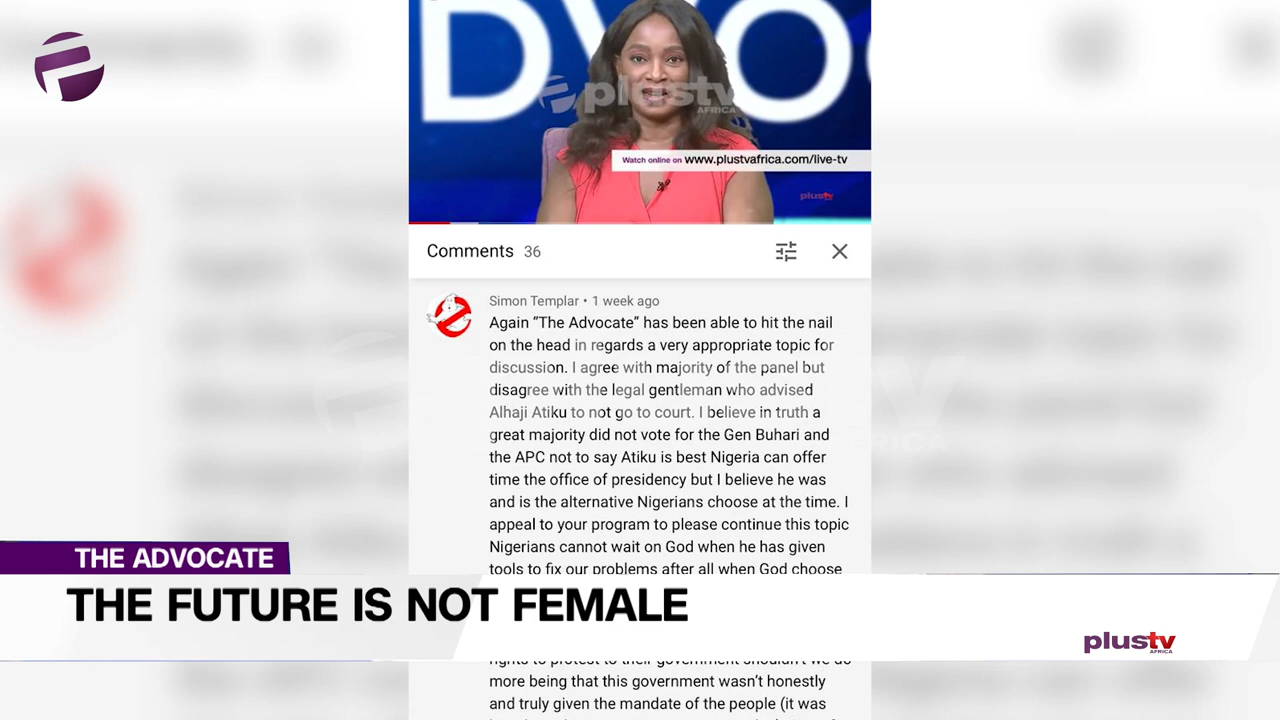 DVOC
plustv
AFRICA
Watch online on www.plustvafrica.com/live-tv
plustv
Comments 36
Simon Templar • 1 week ago
Again “The Advocate” has been able to hit the nail
on the head in regards a very appropriate topic for
discussion. I agree with majority of the panel but
disagree with the legal gentleman who advised
Alhaji Atiku to not go to court. I believe in truth a
great majority did not vote for the Gen Buhari and
the APC not to say Atiku is best Nigeria can offer
time the office of presidency but I believe he was
and is the alternative Nigerians choose at the time. I
appeal to your program to please continue this topic
Nigerians cannot wait on God when he has given
tools to fix our problems after all when God choose
THE ADVOCATE
THE FUTURE IS NOT FEMALE
plustv
AFRICA
rights to protest to their government shouldn't we do
more being that this government wasn’t honestly
and truly given the mandate of the people (it was